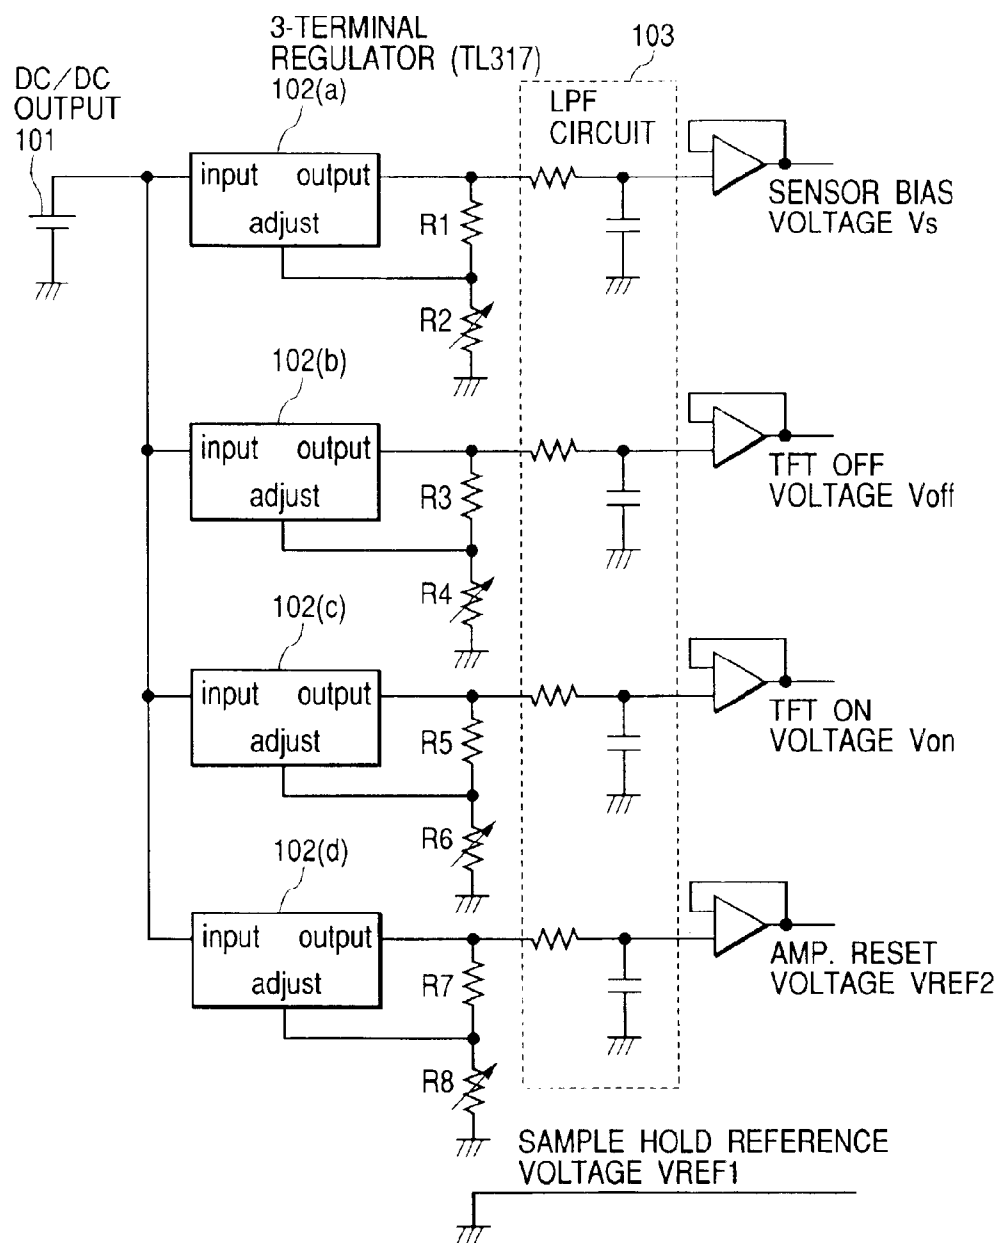 3-TERMINAL
REGULATOR (TL317)
103
DC/DC
OUTPUT
101
102(a)
LPF
CIRCUIT
input output
adjust
R1
R2
SENSOR BIAS
VOLTAGE Vs
102(b)
input output
adjust
R3
R4
TFT OFF
VOLTAGE Voff
102(c)
input output
adjust
R5
R6
TFT ON
VOLTAGE Von
102(d)
input output
adjust
R7
R8
AMP. RESET
VOLTAGE VREF2
SAMPLE HOLD REFERENCE
VOLTAGE VREF1